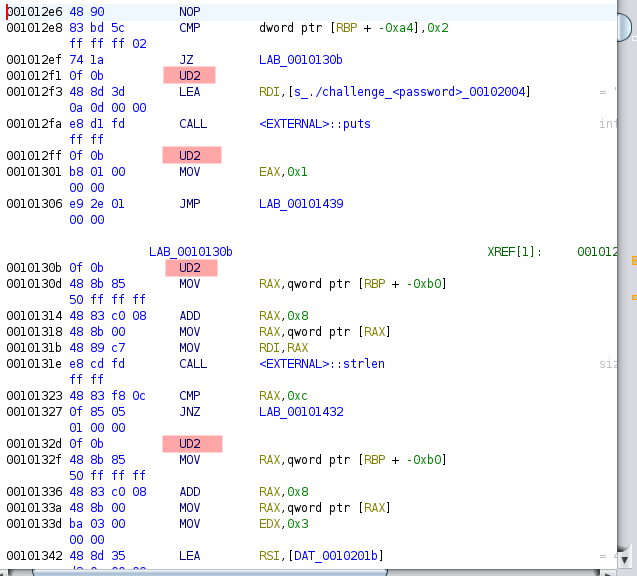 001012e6 48 90 NOP
001012e8 83 bd 5c CMP dword ptr [RBP + -0xa4],0x2
ff ff ff 02
001012ef 74 1a JZ LAB_0010130b
001012f1 0f 0b UD2
001012f3 48 8d 3d LEA RDI,[s_./challenge_<password>_00102004] = "
0a 0d 00 00
001012fa e8 d1 fd CALL <EXTERNAL>::puts int
ff ff
001012ff 0f 0b UD2
00101301 b8 01 00 MOV EAX,0x1
00 00
00101306 e9 2e 01 JMP LAB_00101439
00 00
LAB_0010130b XREF[1]: 001012
0010130b 0f 0b UD2
0010130d 48 8b 85 MOV RAX,qword ptr [RBP + -0xb0]
50 ff ff ff
00101314 48 83 c0 08 ADD RAX,0x8
00101318 48 8b 00 MOV RAX,qword ptr [RAX]
0010131b 48 89 c7 MOV RDI,RAX
0010131e e8 cd fd CALL <EXTERNAL>::strlen siz
ff ff
00101323 48 83 f8 0c CMP RAX,0xc
00101327 0f 85 05 JNZ LAB_00101432
01 00 00
0010132d 0f 0b UD2
0010132f 48 8b 85 MOV RAX,qword ptr [RBP + -0xb0]
50 ff ff ff
00101336 48 83 c0 08 ADD RAX,0x8
0010133a 48 8b 00 MOV RAX,qword ptr [RAX]
0010133d ba 03 00 MOV EDX,0x3
00 00
00101342 48 8d 35 LEA RSI,[DAT_0010201b]